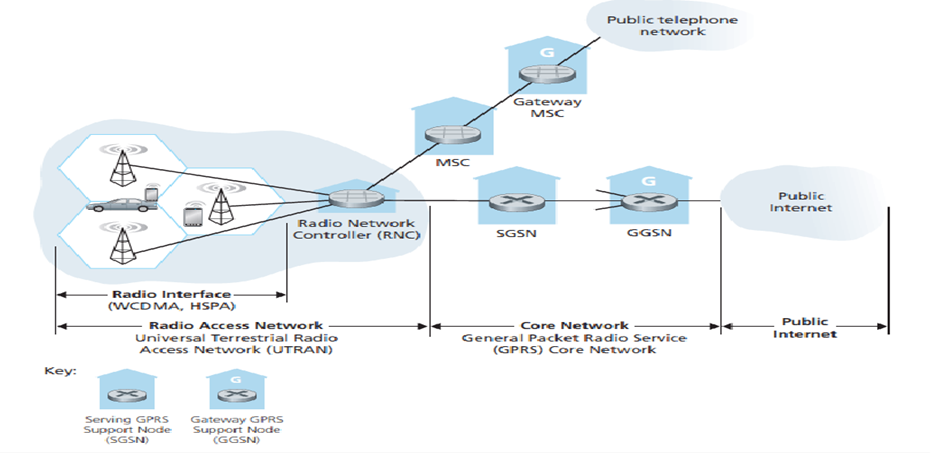 Public telephone
network
G
Gateway
MSC
MSC
G
Public
Internet
Radio Network
Controller (RNC)
SGSN
GGSN
Radio Interface
(WCDMA, HSPA)
Radio Access Network
Universal Terrestrial Radio
Access Network (UTRAN)
Core Network
General Packet Radio Service
(GPRS) Core Network
Public
Internet
Key:
G
Serving GPRS
Support Node
(SGSN)
Gateway GPRS
Support Node
(GGSN)